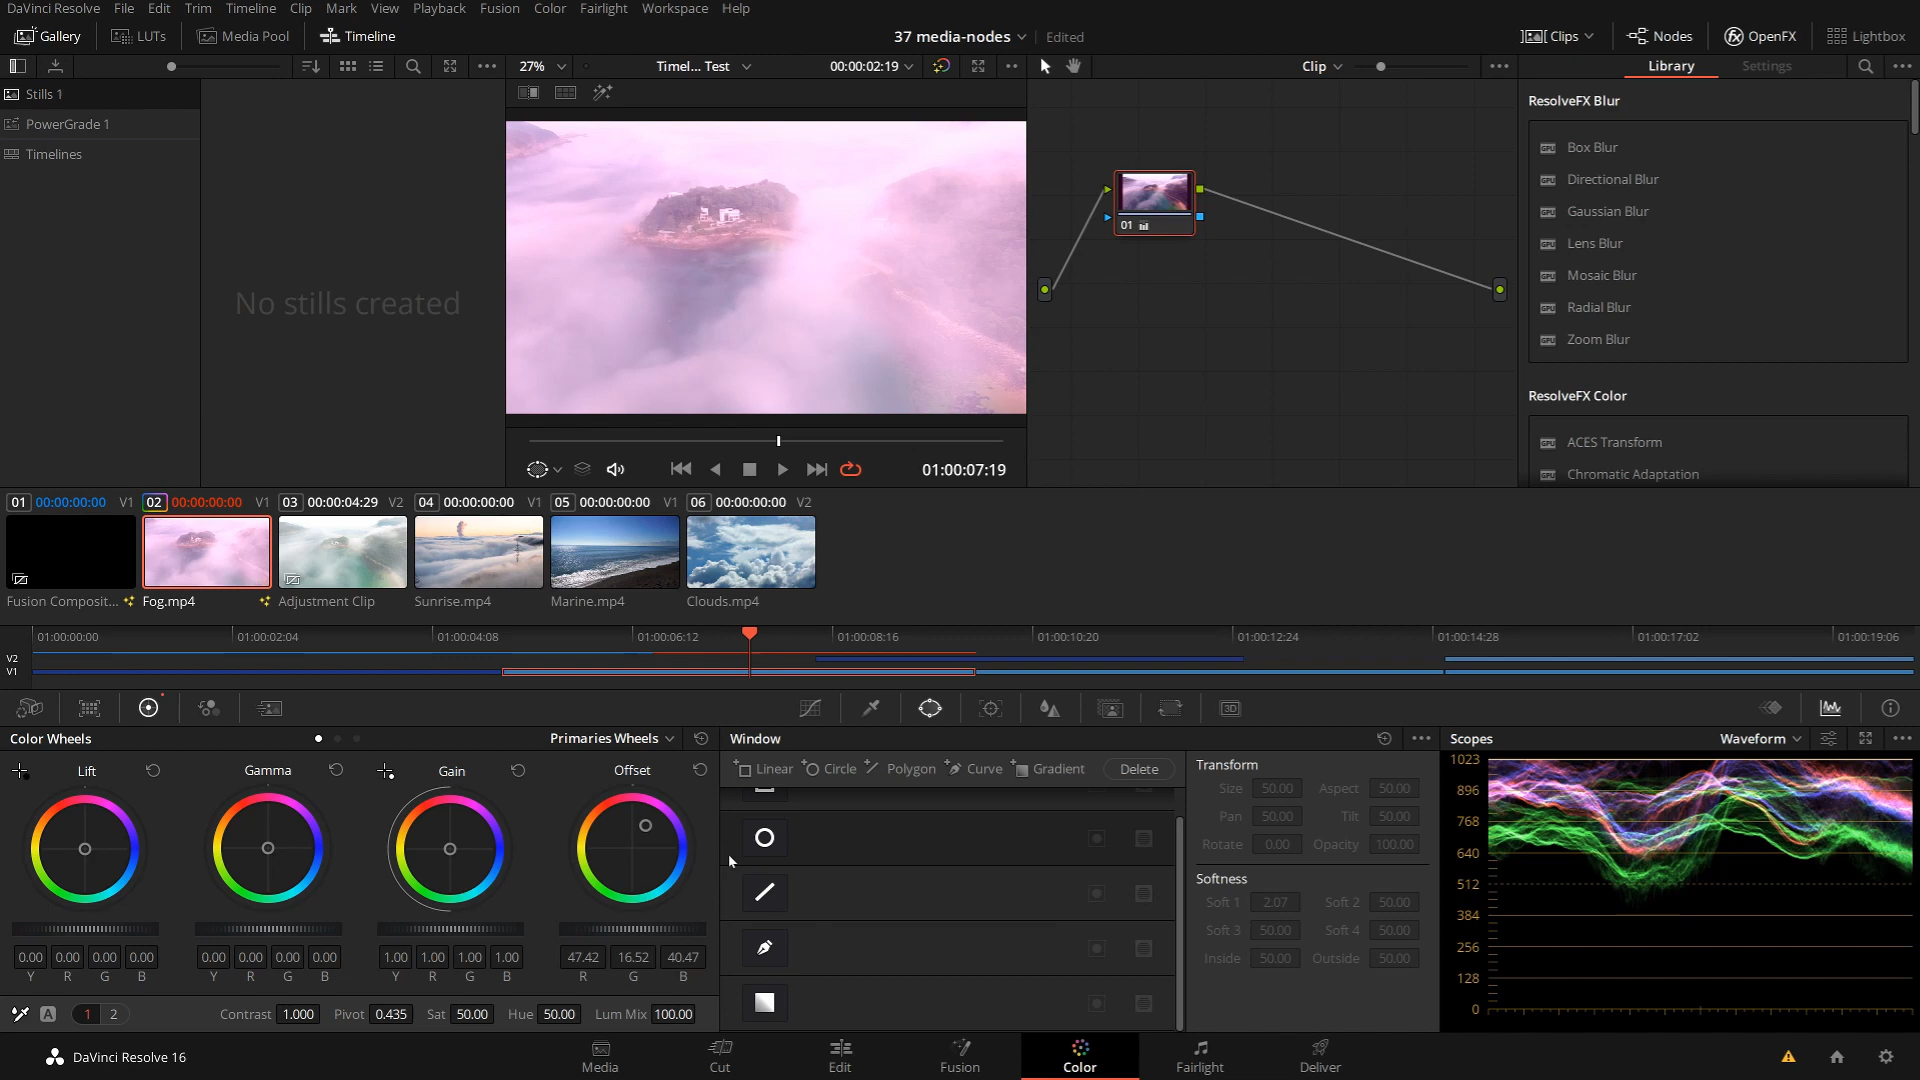 DaVinci Resolve File Edit Trim Timeline Clip Mark View Playback Fusion Color Fairlight Workspace Help
Gallery LUTs Media Pool Timeline 37 media-nodes Edited Clips Nodes OpenFX Lightbox
27% Timel... Test 00:00:02:19 Clip Library Settings
Stills 1
PowerGrade 1
Timelines
No stills created
01
ResolveFX Blur
Box Blur
Directional Blur
Gaussian Blur
Lens Blur
Mosaic Blur
Radial Blur
Zoom Blur
ResolveFX Color
ACES Transform
Chromatic Adaptation
01:00:07:19
01 00:00:00:00 V1 02 00:00:00:00 V1 03 00:00:04:29 V2 04 00:00:00:00 V1 05 00:00:00:00 V1 06 00:00:00:00 V2
Fusion Composit... Fog.mp4 Adjustment Clip Sunrise.mp4 Marine.mp4 Clouds.mp4
01:00:00:00 01:00:02:04 01:00:04:08 01:00:06:12 01:00:08:16 01:00:10:20 01:00:12:24 01:00:14:28 01:00:17:02 01:00:19:06
V2
V1
3D
Color Wheels Primaries Wheels Window Scopes Waveform
Lift Gamma Gain Offset
0.00 0.00 0.00 0.00 0.00 0.00 0.00 0.00 1.00 1.00 1.00 1.00 47.42 16.52 40.47
Y R G B Y R G B Y R G B R G B
A 1 2 Contrast 1.000 Pivot 0.435 Sat 50.00 Hue 50.00 Lum Mix 100.00
Linear Circle Polygon Curve Gradient Delete
Transform
Size 50.00 Aspect 50.00
Pan 50.00 Tilt 50.00
Rotate 0.00 Opacity 100.00
Softness
Soft 1 2.07 Soft 2 50.00
Soft 3 50.00 Soft 4 50.00
Inside 50.00 Outside 50.00
1023
896
768
640
512
384
256
128
0
DaVinci Resolve 16 Media Cut Edit Fusion Color Fairlight Deliver